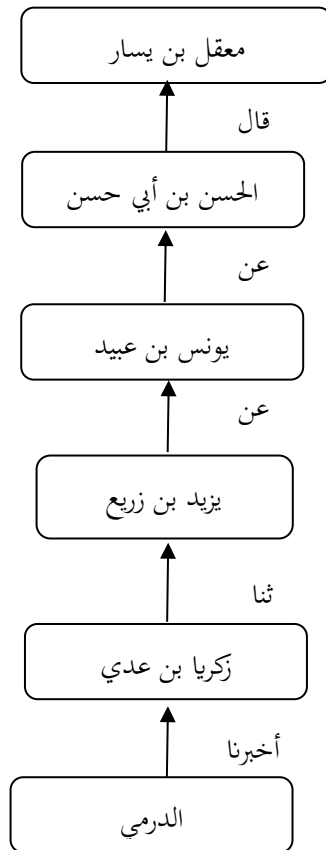 معقل بن يسار
قال
الحسن بن أبي حسن
عن
يونس بن عبيد
عن
يزيد بن زريع
ثنا
زكريا بن عدي
أخبرنا
الدرمي